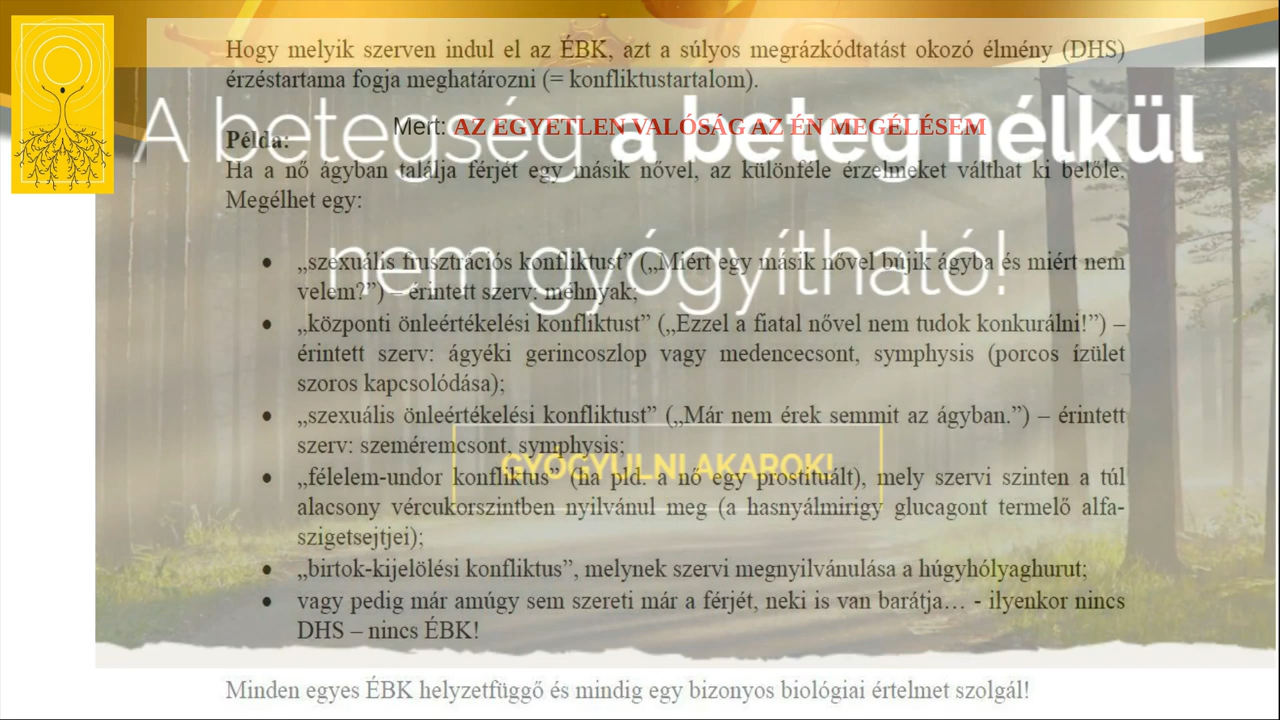 Hogy melyik szerven indul el az ÉBK, azt a súlyos megrázkódtatást okozó élmény (DHS)
érzéstartama fogja meghatározni (= konfliktustartalom).
A betegség a beteg nélkül
Mert: AZ EGYETLEN VALÓSÁG AZ ÉN MEGÉLÉSEM
Példa:
Ha a nő ágyban találja férjét egy másik nővel, az különféle érzelmeket válthat ki belőle.
Megélhet egy:
nem gyógyítható!
• „szexuális frusztrációs konfliktust” („Miért egy másik nővel bújik ágyba és miért nem
velem?”) – érintett szerv: méhnyak;
• „központi önleértékelési konfliktust” („Ezzel a fiatal nővel nem tudok konkurálni!”) –
érintett szerv: ágyéki gerincoszlop vagy medencecsont, symphysis (porcos ízület
szoros kapcsolódása);
• „szexuális önleértékelési konfliktust” („Már nem érek semmit az ágyban.”) – érintett
szerv: szeméremcsont, symphysis;
GYÓGYULNI AKAROK!
• „félelem-undor konfliktus” (ha pld. a nő egy prostituált), mely szervi szinten a túl
alacsony vércukorszintben nyilvánul meg (a hasnyálmirigy glucagont termelő alfa-
szigetsejtjei);
• „birtok-kijelölési konfliktus”, melynek szervi megnyilvánulása a húgyhólyaghurut;
• vagy pedig már amúgy sem szereti már a férjét, neki is van barátja… - ilyenkor nincs
DHS – nincs ÉBK!
Minden egyes ÉBK helyzetfüggő és mindig egy bizonyos biológiai értelmet szolgál!